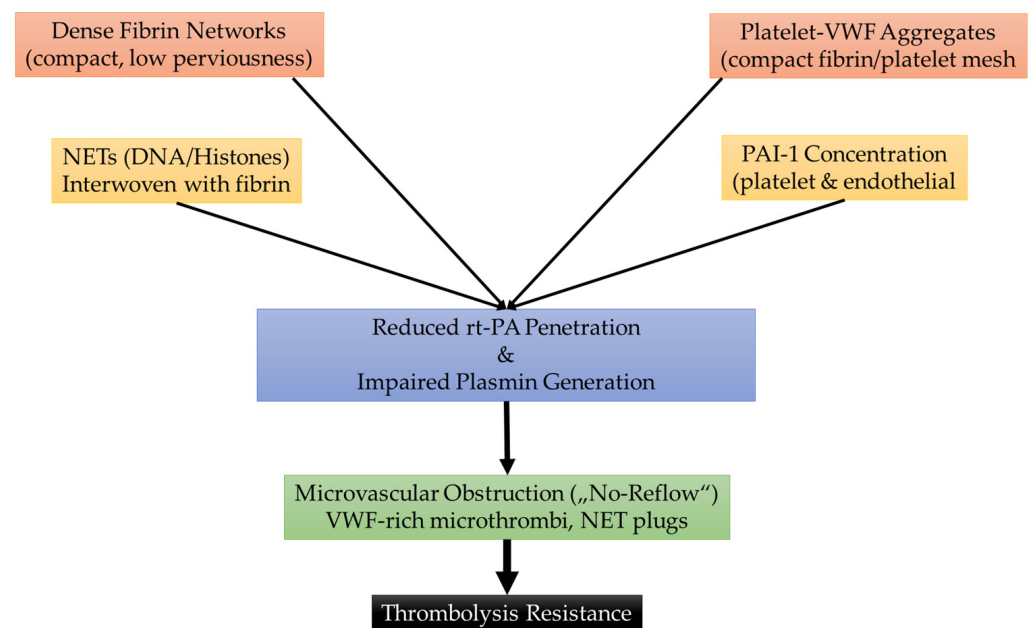 Dense Fibrin Networks
(compact, low perviousness)
Platelet-VWF Aggregates
(compact fibrin/platelet mesh
NETs (DNA/Histones)
Interwoven with fibrin
PAI-1 Concentration
(platelet & endothelial
Reduced rt-PA Penetration
&
Impaired Plasmin Generation
Microvascular Obstruction („No-Reflow“)
VWF-rich microthrombi, NET plugs
Thrombolysis Resistance